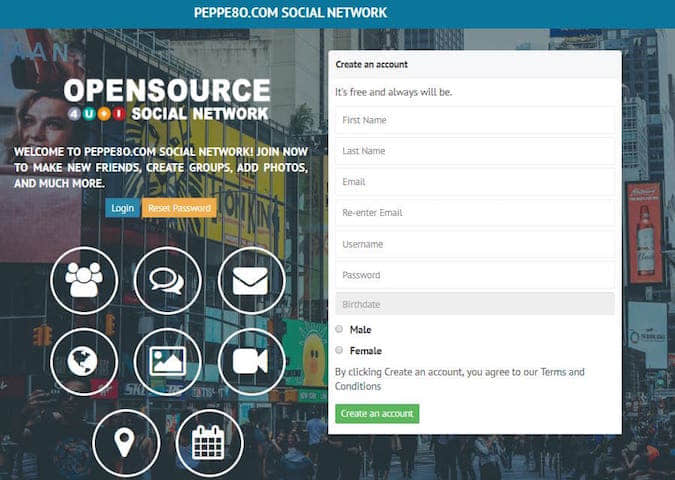 PEPPE8O.COM SOCIAL NETWORK
OPENSOURCE
4 U 1 SOCIAL NETWORK
WELCOME TO PEPPE8O.COM SOCIAL NETWORK! JOIN NOW
TO MAKE NEW FRIENDS, CREATE GROUPS, ADD PHOTOS,
AND MUCH MORE.
Login
Reset Password
Create an account
It's free and always will be.
First Name
Last Name
Email
Re-enter Email
Username
Password
Birthdate
Male
Female
By clicking Create an account, you agree to our Terms and
Conditions
Create an account